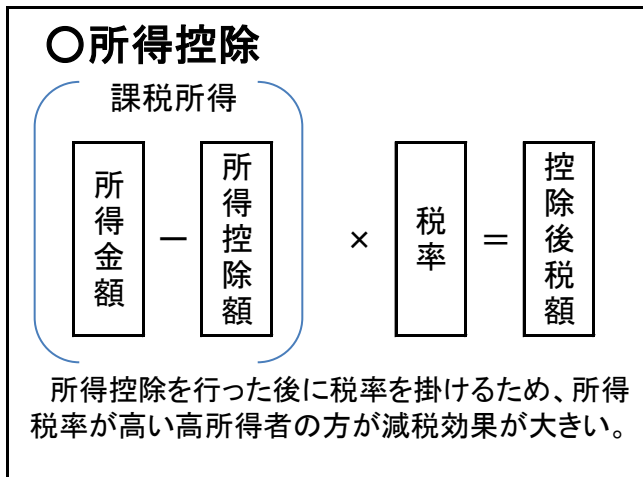 ○所得控除
課税所得
所得金額
－
所得控除額
×
税率
＝
控除後税額
所得控除を行った後に税率を掛けるため、所得
税率が高い高所得者の方が減税効果が大きい。